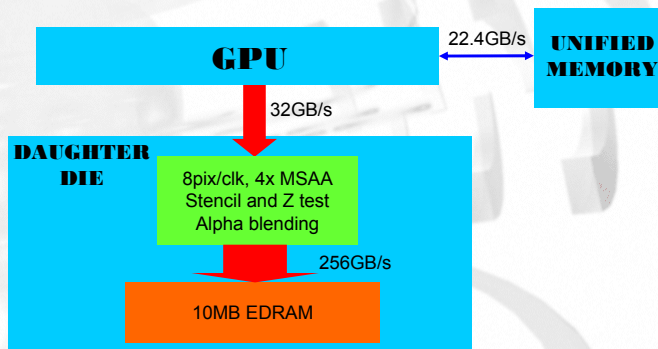 GPU
22.4GB/s
UNIFIED
MEMORY
32GB/s
DAUGHTER
DIE
8pix/clk, 4x MSAA
Stencil and Z test
Alpha blending
256GB/s
10MB EDRAM